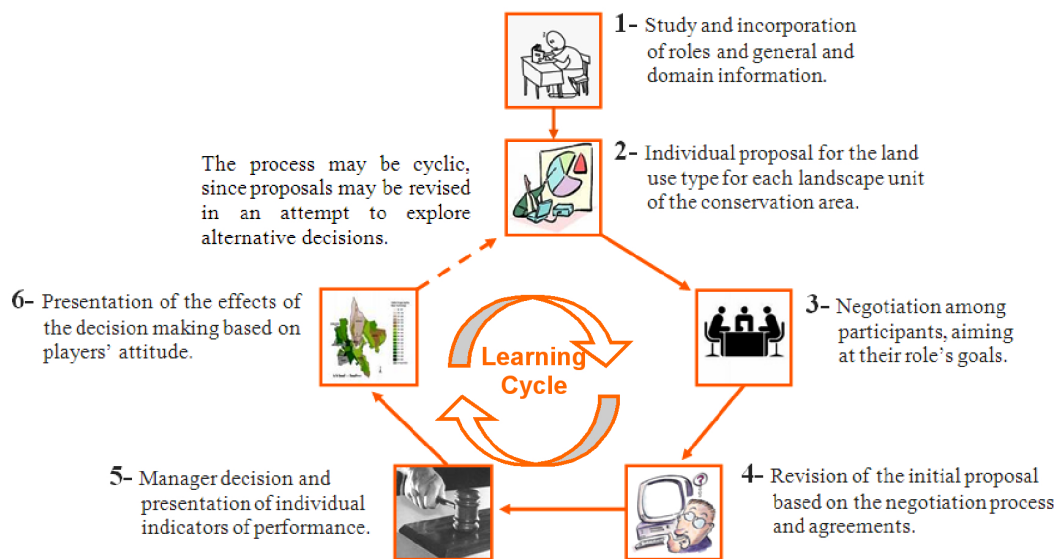 1- Study and incorporation
of roles and general and
domain information.
The process may be cyclic,
since proposals may be revised
in an attempt to explore
alternative decisions.
2- Individual proposal for the land
use type for each landscape unit
of the conservation area.
6- Presentation of the effects of
the decision making based on
players' attitude.
Learning
Cycle
3- Negotiation among
participants, aiming
at their role's goals.
5- Manager decision and
presentation of individual
indicators of performance.
4- Revision of the initial proposal
based on the negotiation process
and agreements.
?